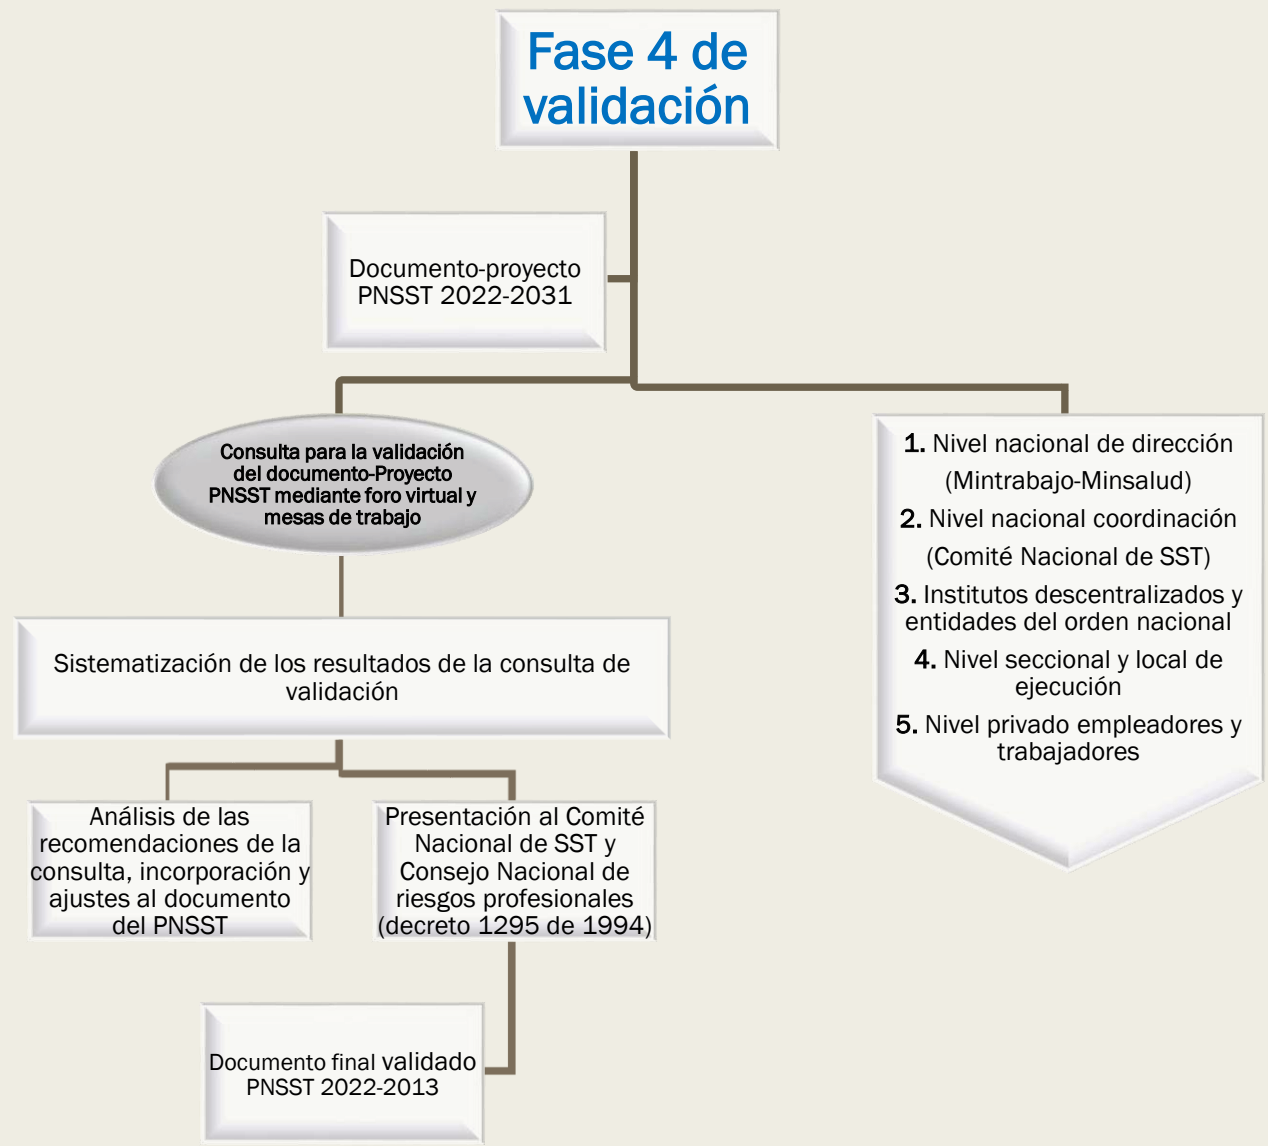 Fase 4 de
validación
Documento-proyecto
PNSST 2022-2031
Consulta para la validación
del documento-Proyecto
PNSST mediante foro virtual y
mesas de trabajo
1. Nivel nacional de dirección
(Mintrabajo-Minsalud)
2. Nivel nacional coordinación
(Comité Nacional de SST)
3. Institutos descentralizados y
entidades del orden nacional
4. Nivel seccional y local de
ejecución
5. Nivel privado empleadores y
trabajadores
Sistematización de los resultados de la consulta de
validación
Análisis de las
recomendaciones de la
consulta, incorporación y
ajustes al documento
del PNSST
Presentación al Comité
Nacional de SST y
Consejo Nacional de
riesgos profesionales
(decreto 1295 de 1994)
Documento final validado
PNSST 2022-2013